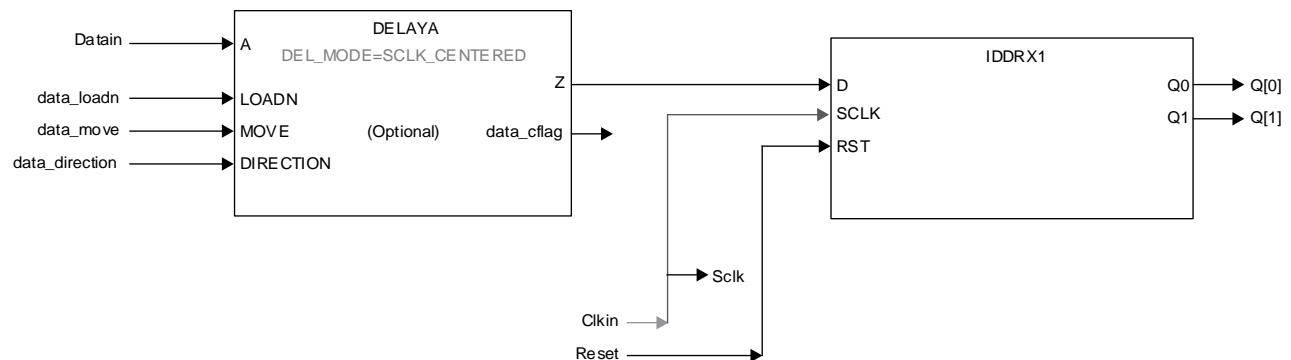 DELAYA
DEL_MODE=SCLK_CENTERED
Datain
A
data_loadn
LOADN
data_move
MOVE
(Optional)
data_direction
DIRECTION
Z
data_cflag
IDDRX1
D
SCLK
RST
Q0
Q[0]
Q1
Q[1]
Sclk
Clkin
Reset